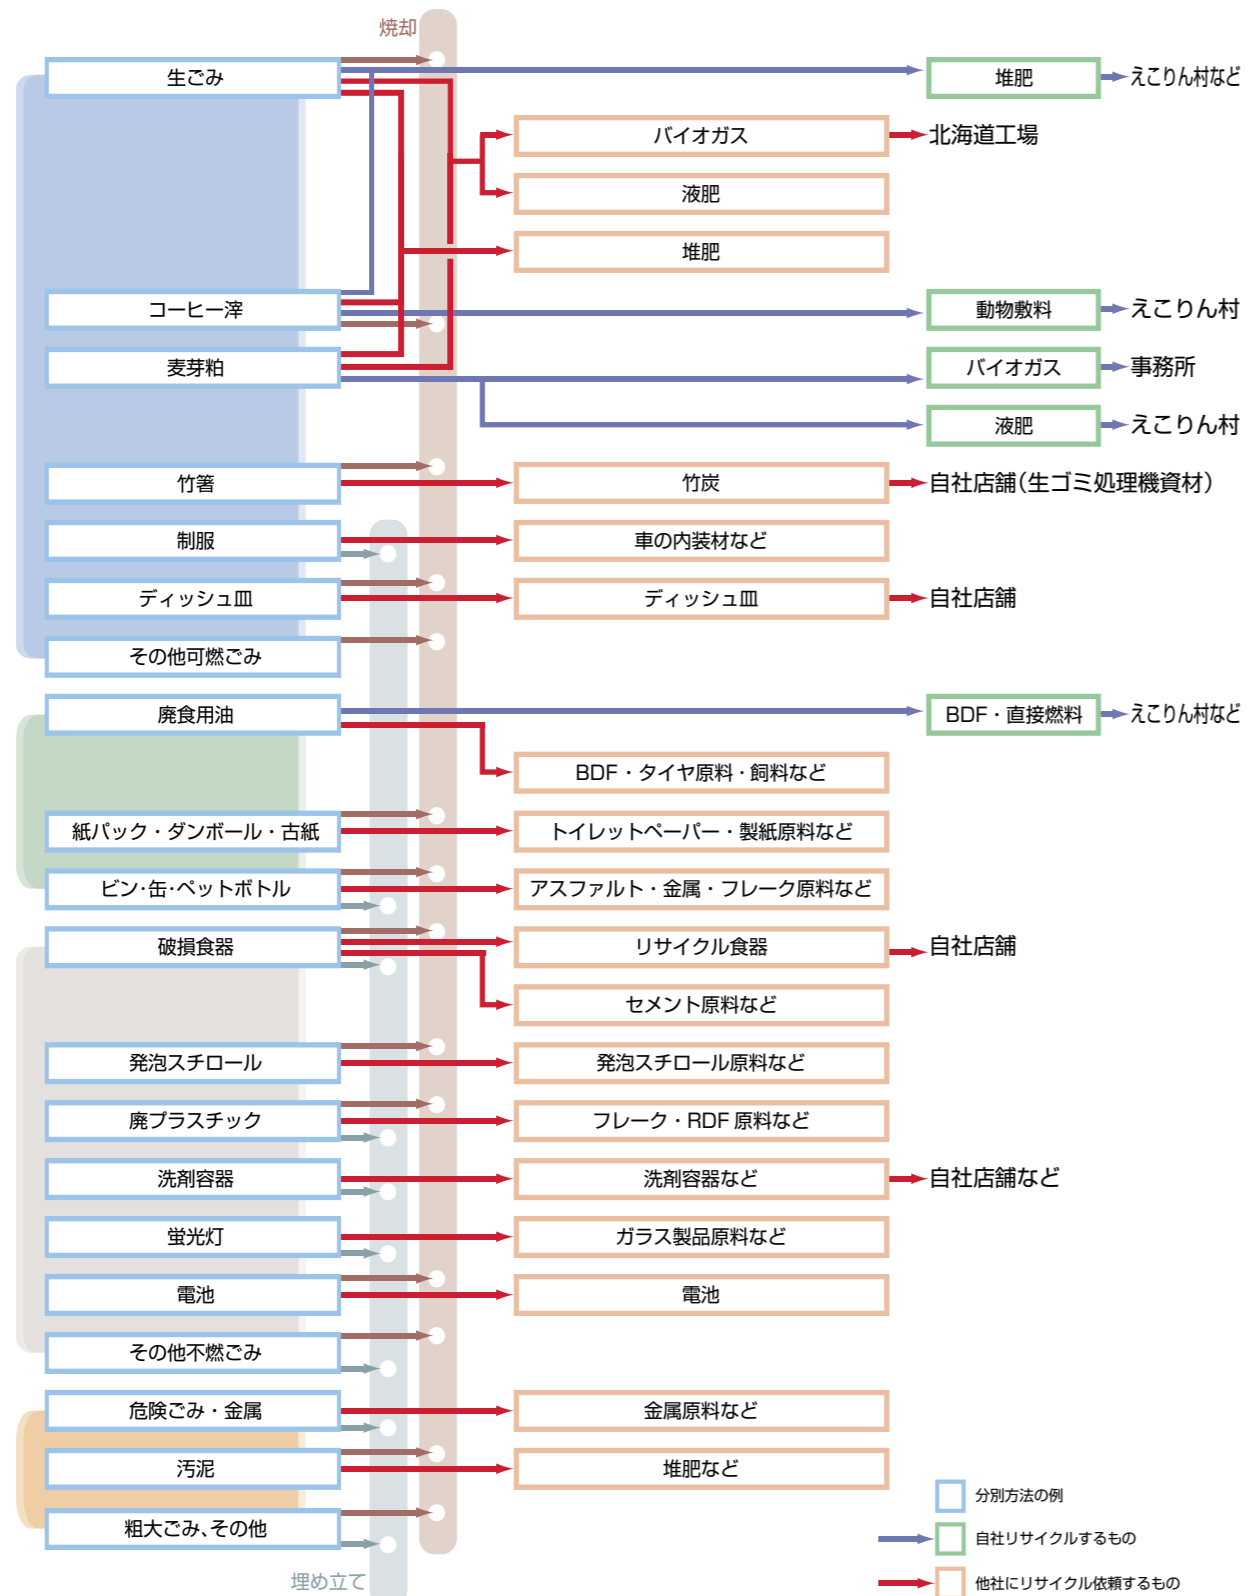 焼却
生ごみ
堆肥
えこりん村など
バイオガス
北海道工場
液肥
堆肥
コーヒー滓
動物敷料
えこりん村
麦芽粕
バイオガス
事務所
液肥
えこりん村
竹箸
竹炭
自社店舗(生ゴミ処理機資材)
制服
車の内装材など
ディッシュ皿
ディッシュ皿
自社店舗
その他可燃ごみ
廃食用油
BDF・直接燃料
えこりん村など
BDF・タイヤ原料・飼料など
紙パック・ダンボール・古紙
トイレットペーパー・製紙原料など
ビン・缶・ペットボトル
アスファルト・金属・フレーク原料など
破損食器
リサイクル食器
自社店舗
セメント原料など
発泡スチロール
発泡スチロール原料など
廃プラスチック
フレーク・RDF原料など
洗剤容器
洗剤容器など
自社店舗など
蛍光灯
ガラス製品原料など
電池
電池
その他不燃ごみ
危険ごみ・金属
金属原料など
汚泥
堆肥など
粗大ごみ、その他
埋め立て
分別方法の例
自社リサイクルするもの
他社にリサイクル依頼するもの